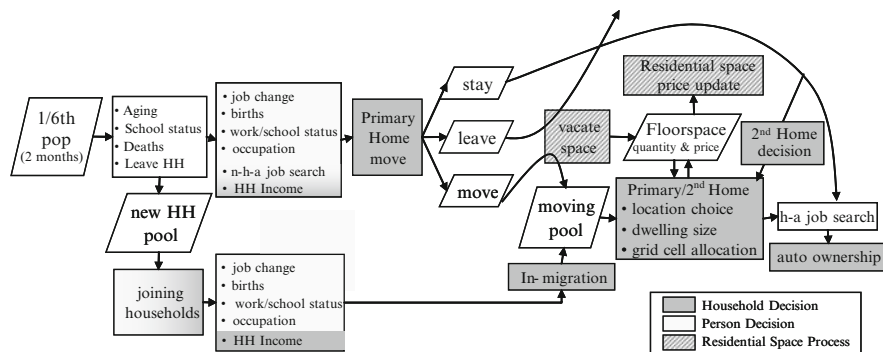 1/6th
pop
(2 months)
• Aging
• School status
• Deaths
• Leave HH
• job change
• births
• work/school status
• occupation
• n-h-a job search
• HH Income
Primary
Home
move
stay
leave
move
vacate
space
Residential space
price update
Floorspace
quantity & price
2nd Home
decision
new HH
pool
moving
pool
Primary/2nd Home
• location choice
• dwelling size
• grid cell allocation
h-a job search
auto ownership
joining
households
• job change
• births
• work/school status
• occupation
• HH Income
In-migration
Household Decision
Person Decision
Residential Space Process